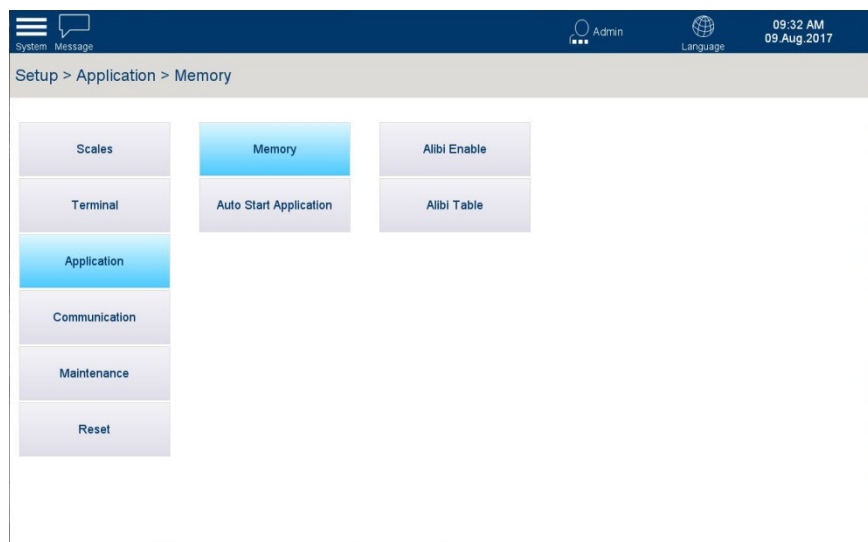 System Message
Admin
Language
09:32 AM
09.Aug.2017
Setup > Application > Memory
Scales
Memory
Alibi Enable
Terminal
Auto Start Application
Alibi Table
Application
Communication
Maintenance
Reset